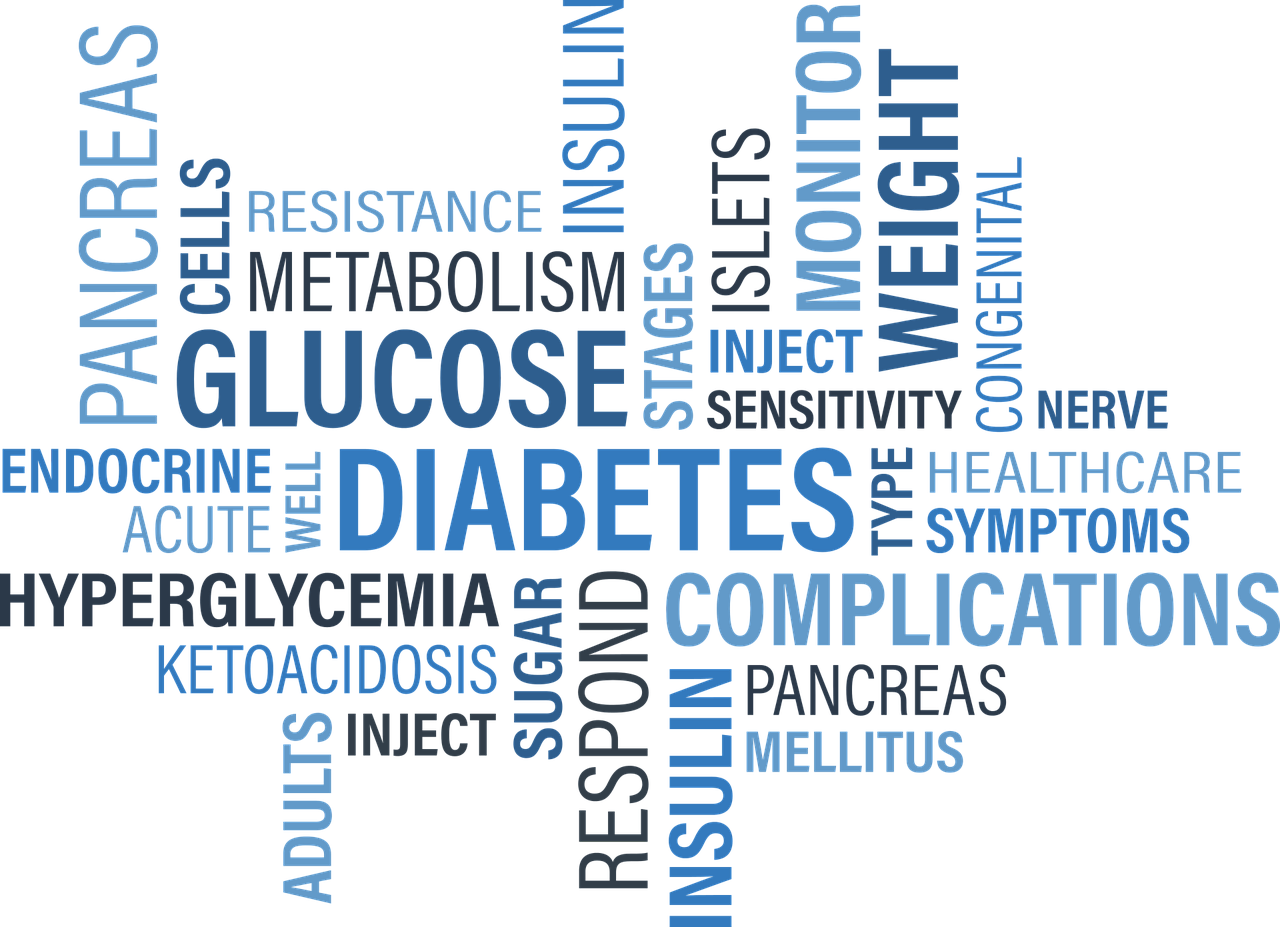 PANCREAS
CELLS
RESISTANCE
INSULIN
METABOLISM
GLUCOSE
STAGES
ISLETS
MONITOR
WEIGHT
CONGENITAL
INJECT
SENSITIVITY
NERVE
ENDOCRINE
ACUTE
WELL
DIABETES
TYPE
HEALTHCARE
SYMPTOMS
HYPERGLYCEMIA
KETOACIDOSIS
ADULTS
INJECT
SUGAR
RESPOND
COMPLICATIONS
INSULIN
PANCREAS
MELLITUS